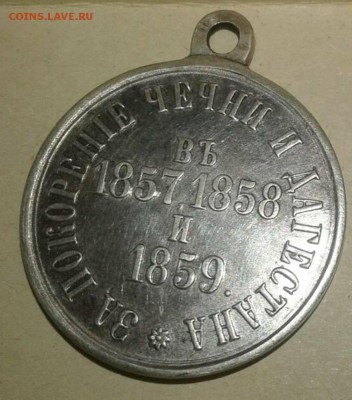 COINS.LAVE.RU
ЗА ПОКОРЕНІЕ ЧЕЧНИ И ДАГЕСТАНА
ВЪ
1857, 1858
И
1859.